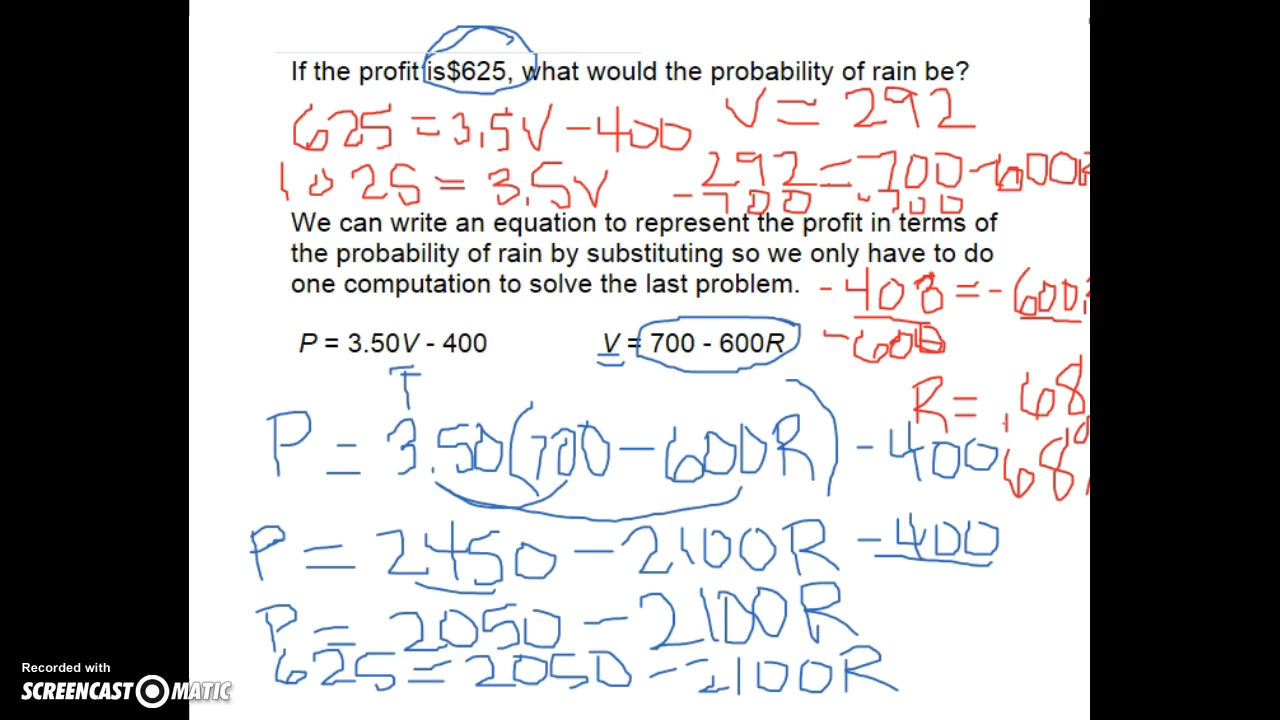 If the profit is$625, what would the probability of rain be?
625 = 3.5V - 400
V = 292
1025 = 3.5V
292 = 700 - 600R
-700 -700
We can write an equation to represent the profit in terms of
the probability of rain by substituting so we only have to do
one computation to solve the last problem.
-408 = -600
-600
P = 3.50V - 400
V = 700 - 600R
R = .68
68
P = 3.50(700 - 600R) - 400
P = 2450 - 2100R - 400
P = 2050 - 2100R
625 = 2050 - 2100R
Recorded with
SCREENCAST MATIC